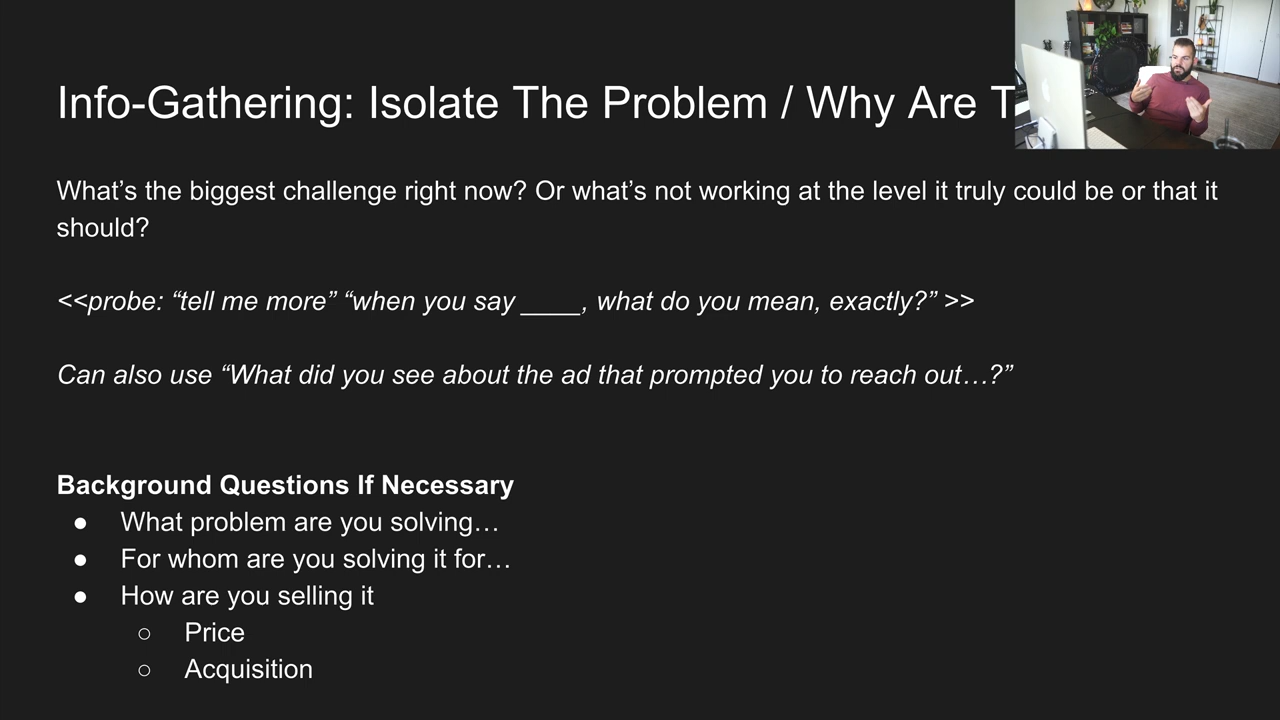 Info-Gathering: Isolate The Problem / Why Are
What’s the biggest challenge right now? Or what’s not working at the level it truly could be or that it
should?
<<probe: “tell me more” “when you say ____, what do you mean, exactly?” >>
Can also use “What did you see about the ad that prompted you to reach out…?”
Background Questions If Necessary
● What problem are you solving…
● For whom are you solving it for…
● How are you selling it
○ Price
○ Acquisition